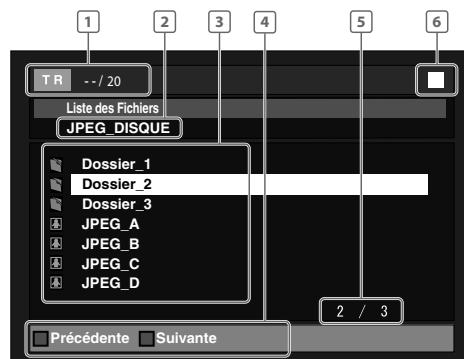 1 2 3 4 5 6
TR --/ 20
Liste des Fichiers
JPEG_DISQUE
Dossier_1
Dossier_2
Dossier_3
JPEG_A
JPEG_B
JPEG_C
JPEG_D
2 / 3
Précédente Suivante